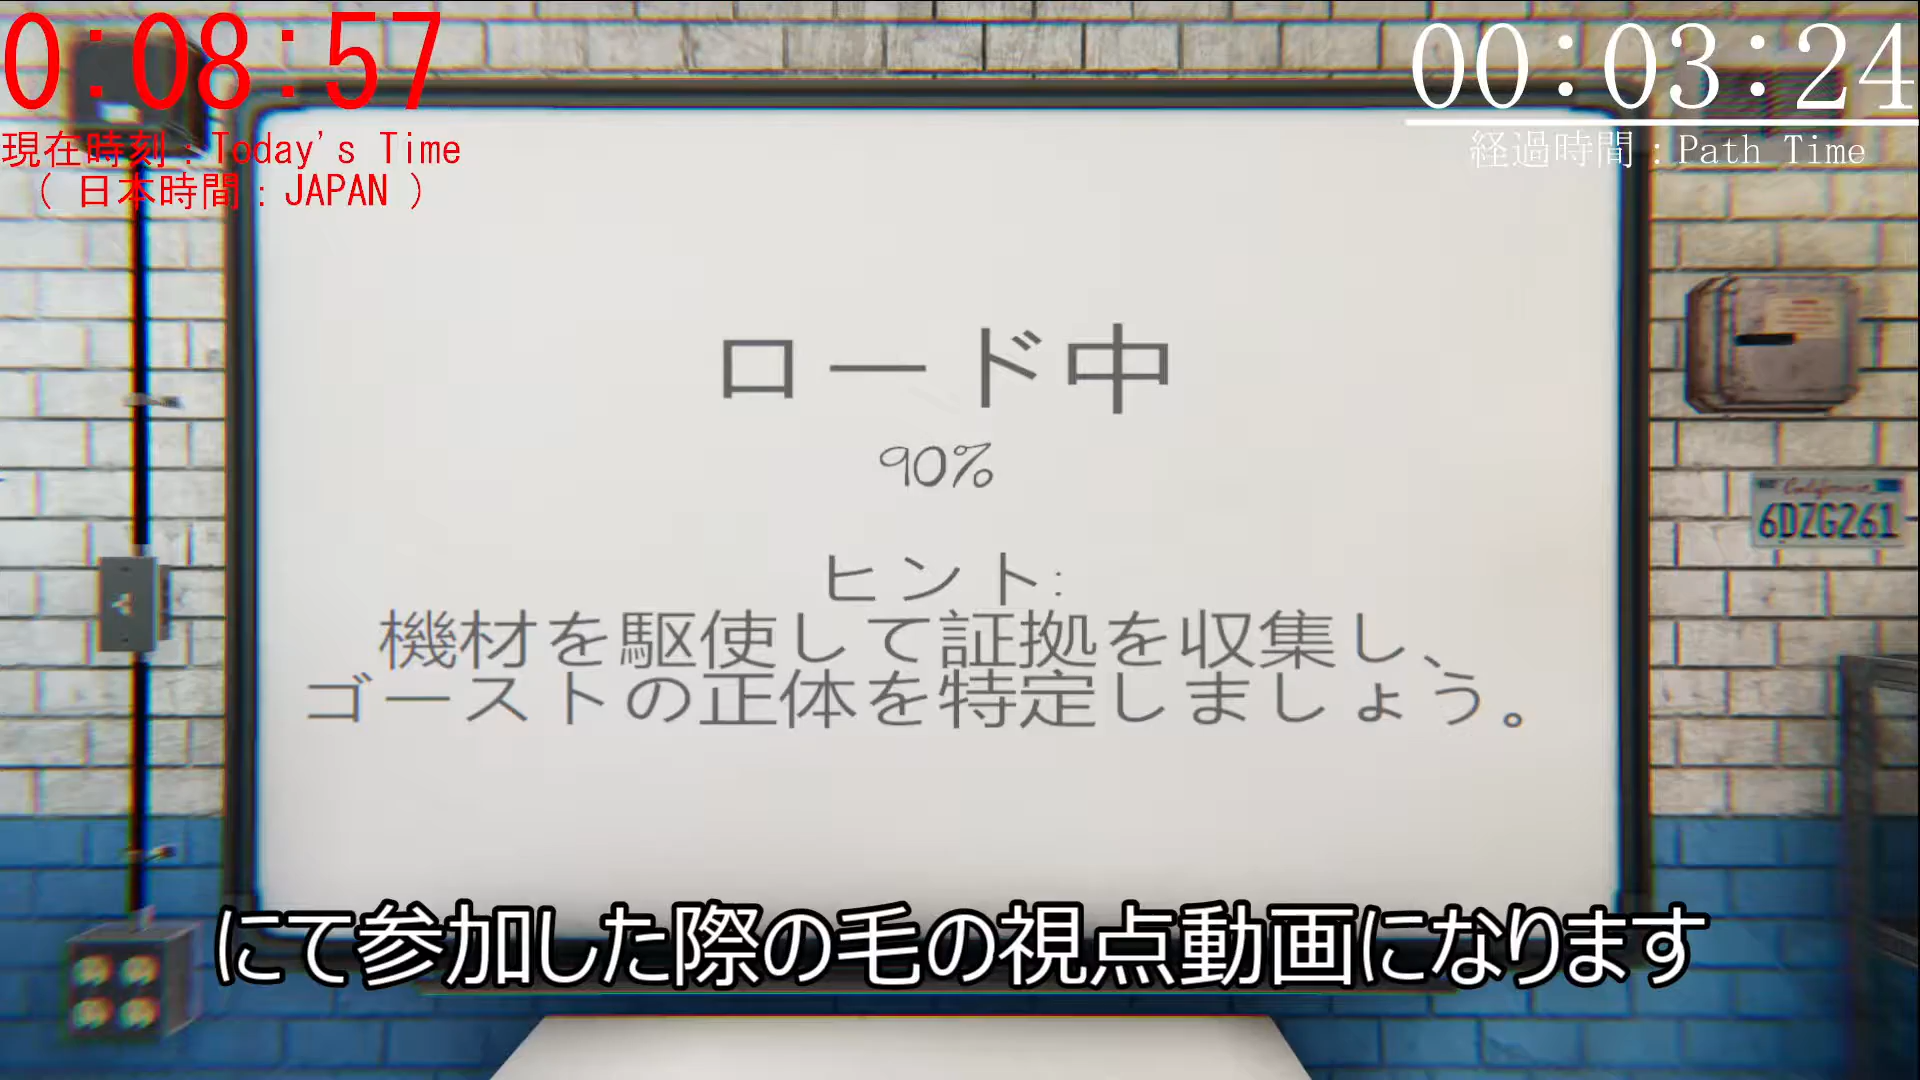 0:08:57
現在時刻：Today's Time
( 日本時間：JAPAN )
00:03:24
経過時間：Path Time
ロード中
90%
ヒント:
機材を駆使して証拠を収集し、
ゴーストの正体を特定しましょう。
California
6DZG261
にて参加した際の毛の視点動画になります